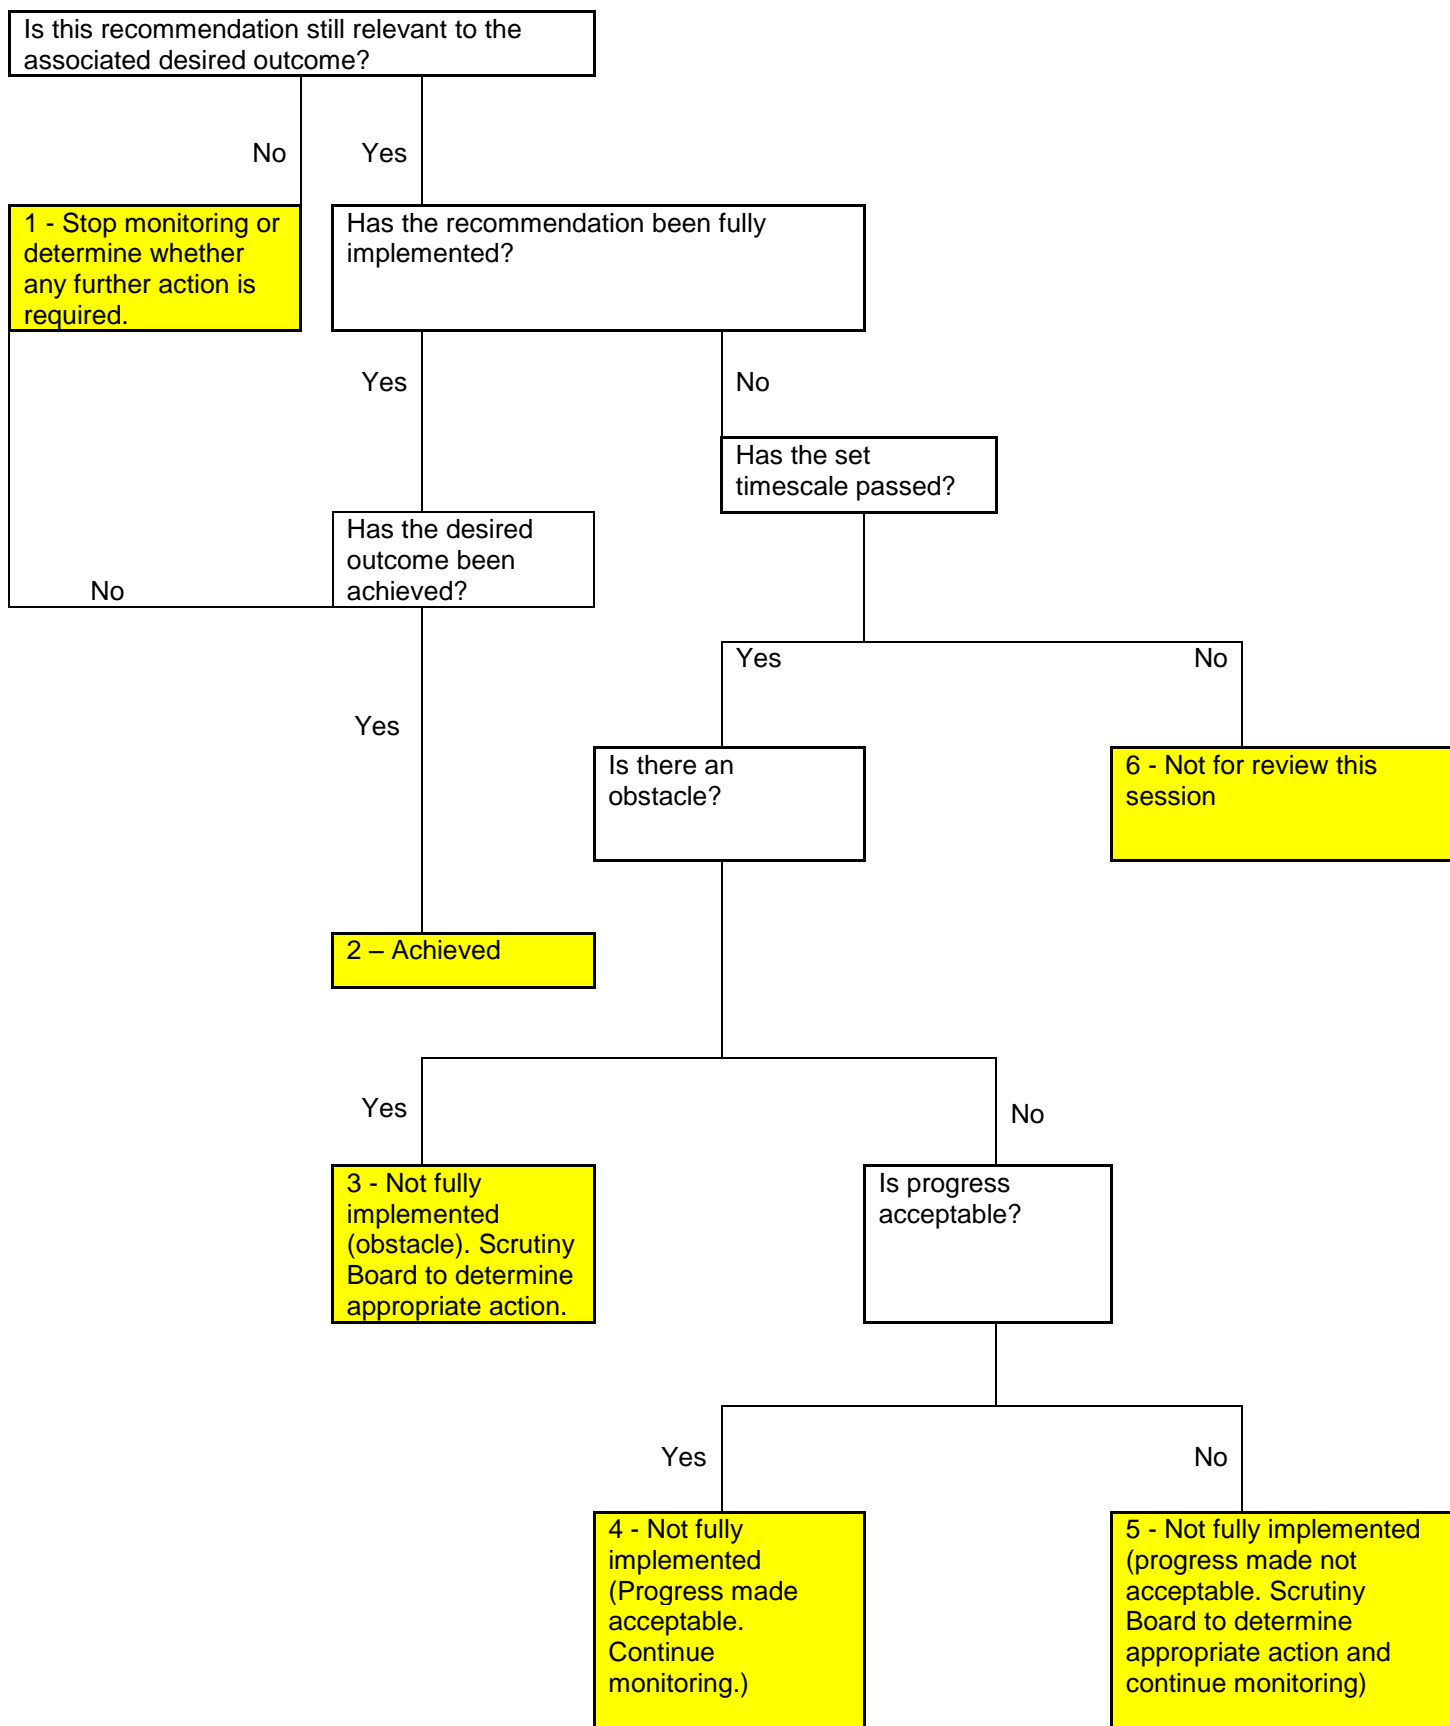 Is this recommendation still relevant to the
associated desired outcome?
No
Yes
1 - Stop monitoring or
determine whether
any further action is
required.
Has the recommendation been fully
implemented?
Yes
No
Has the set
timescale passed?
Has the desired
outcome been
achieved?
No
Yes
No
Yes
Is there an
obstacle?
6 - Not for review this
session
2 – Achieved
Yes
No
3 - Not fully
implemented
(obstacle). Scrutiny
Board to determine
appropriate action.
Is progress
acceptable?
Yes
No
4 - Not fully
implemented
(Progress made
acceptable.
Continue
monitoring.)
5 - Not fully implemented
(progress made not
acceptable. Scrutiny
Board to determine
appropriate action and
continue monitoring)